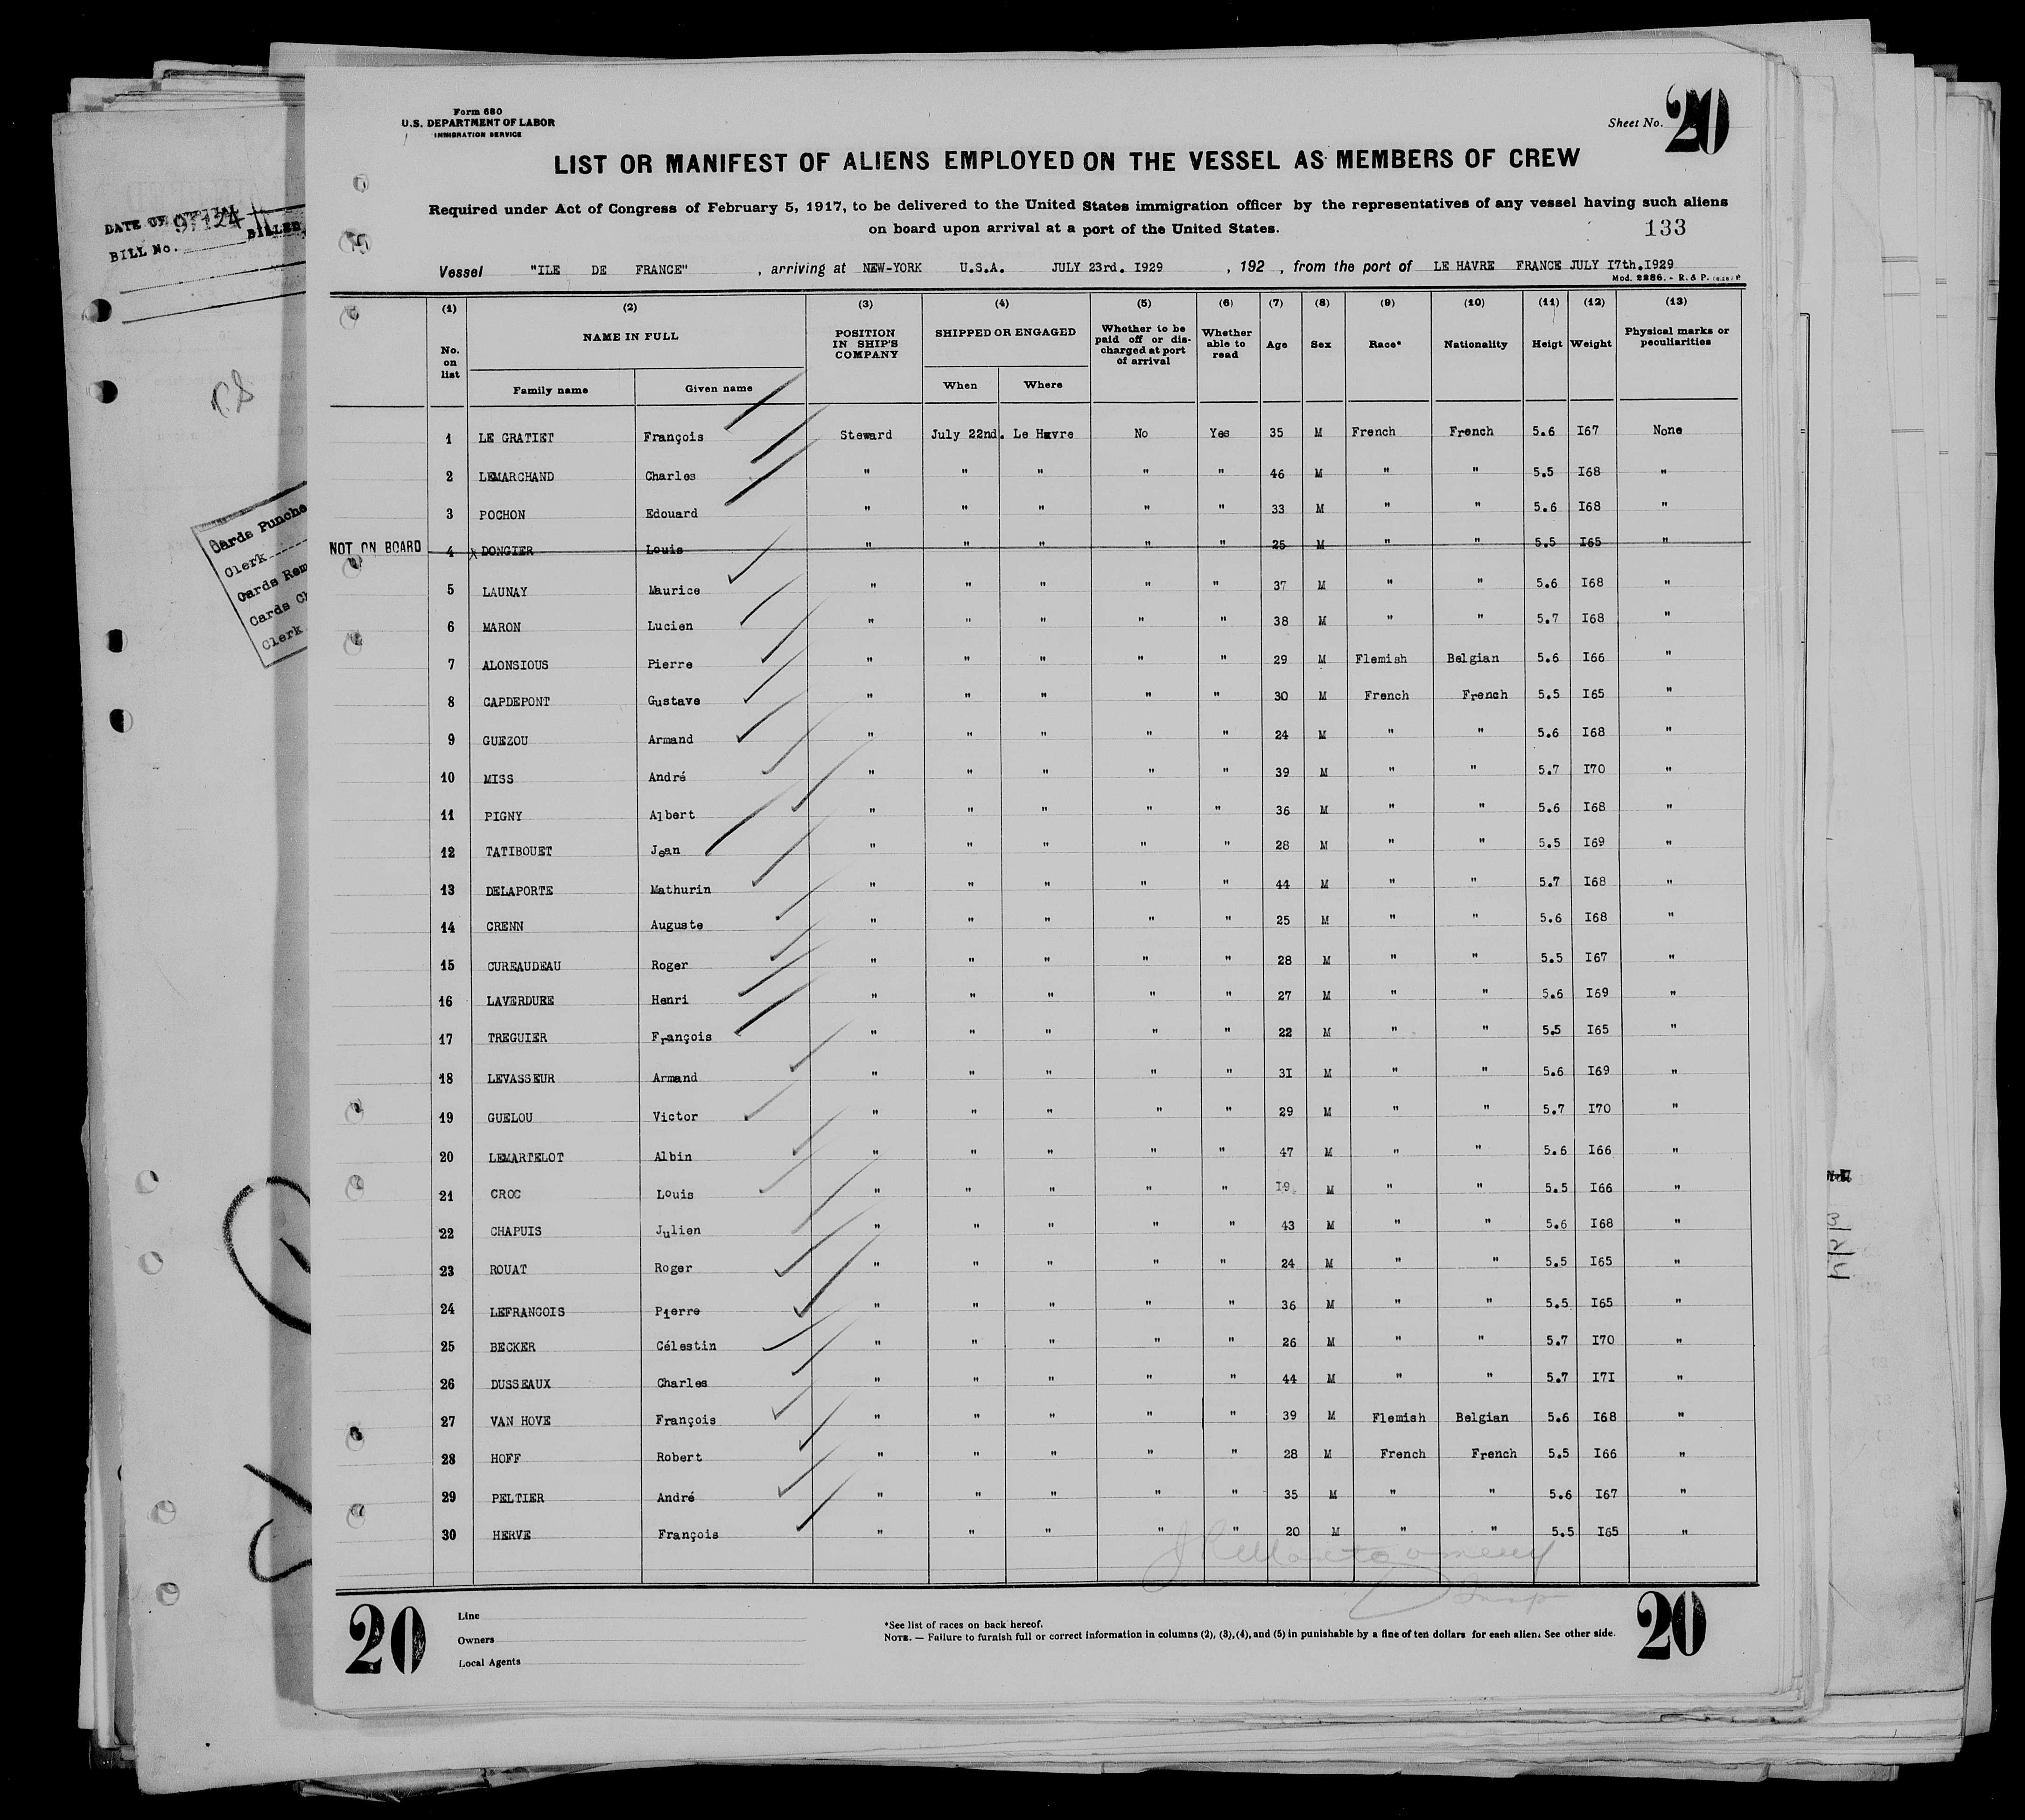 Form 680
U.S. DEPARTMENT OF LABOR
IMMIGRATION SERVICE
Sheet No. 20
LIST OR MANIFEST OF ALIENS EMPLOYED ON THE VESSEL AS MEMBERS OF CREW
Required under Act of Congress of February 5, 1917, to be delivered to the United States immigration officer by the representatives of any vessel having such aliens
on board upon arrival at a port of the United States.
133
Vessel "ILE DE FRANCE" , arriving at NEW-YORK U.S.A. JULY 23rd. I929 , 192 , from the port of LE HAVRE FRANCE JULY I7th.I929
Mod. 2286. - R. & P.
(1) (2) (3) (4) (5) (6) (7) (8) (9) (10) (11) (12) (13)
No. on list NAME IN FULL Family name Given name POSITION IN SHIP'S COMPANY SHIPPED OR ENGAGED When Where Whether to be paid off or discharged at port of arrival Whether able to read Age Sex Race* Nationality Heigt Weight Physical marks or peculiarities
1 LE GRATIET François Steward July 22nd. Le Havre No Yes 35 M French French 5.6 I67 None
2 LEMARCHAND Charles " " " " " 46 M " " 5.5 I68 "
3 POCHON Edouard " " " " " 33 M " " 5.6 I68 "
NOT ON BOARD 4 x DONGIER Louis " " " " " 25 M " " 5.5 I65 "
5 LAUNAY Maurice " " " " " 37 M " " 5.6 I68 "
6 MARON Lucien " " " " " 38 M " " 5.7 I68 "
7 ALONSIOUS Pierre " " " " " 29 M Flemish Belgian 5.6 I66 "
8 CAPDEPONT Gustave " " " " " 30 M French French 5.5 I65 "
9 GUEZOU Armand " " " " " 24 M " " 5.6 I68 "
10 MISS André " " " " " 39 M " " 5.7 I70 "
11 PIGNY Albert " " " " " 36 M " " 5.6 I68 "
12 TATIBOUET Jean " " " " " 28 M " " 5.5 I69 "
13 DELAPORTE Mathurin " " " " " 44 M " " 5.7 I68 "
14 CRENN Auguste " " " " " 25 M " " 5.6 I68 "
15 CUREAUDEAU Roger " " " " " 28 M " " 5.5 I67 "
16 LAVERDURE Henri " " " " " 27 M " " 5.6 I69 "
17 TREGUIER François " " " " " 22 M " " 5.5 I65 "
18 LEVASSEUR Armand " " " " " 3I M " " 5.6 I69 "
19 GUELOU Victor " " " " " 29 M " " 5.7 I70 "
20 LEMARTELOT Albin " " " " " 47 M " " 5.6 I66 "
21 CROC Louis " " " " " I9 M " " 5.5 I66 "
22 CHAPUIS Julien " " " " " 43 M " " 5.6 I68 "
23 ROUAT Roger " " " " " 24 M " " 5.5 I65 "
24 LEFRANCOIS Pierre " " " " " 36 M " " 5.5 I65 "
25 BECKER Célestin " " " " " 26 M " " 5.7 I70 "
26 DUSSEAUX Charles " " " " " 44 M " " 5.7 I7I "
27 VAN HOVE François " " " " " 39 M Flemish Belgian 5.6 I68 "
28 HOFF Robert " " " " " 28 M French French 5.5 I66 "
29 PELTIER André " " " " " 35 M " " 5.6 I67 "
30 HERVE François " " " " " 20 M " " 5.5 I65 "
20
Line
Owners
Local Agents
*See list of races on back hereof.
NOTE. — Failure to furnish full or correct information in columns (2), (3), (4), and (5) in punishable by a fine of ten dollars for each alien. See other side.
20
DATE OF
BILL No.
BILLED
Cards Punche
Clerk
Cards Rem
Cards Ch
Clerk